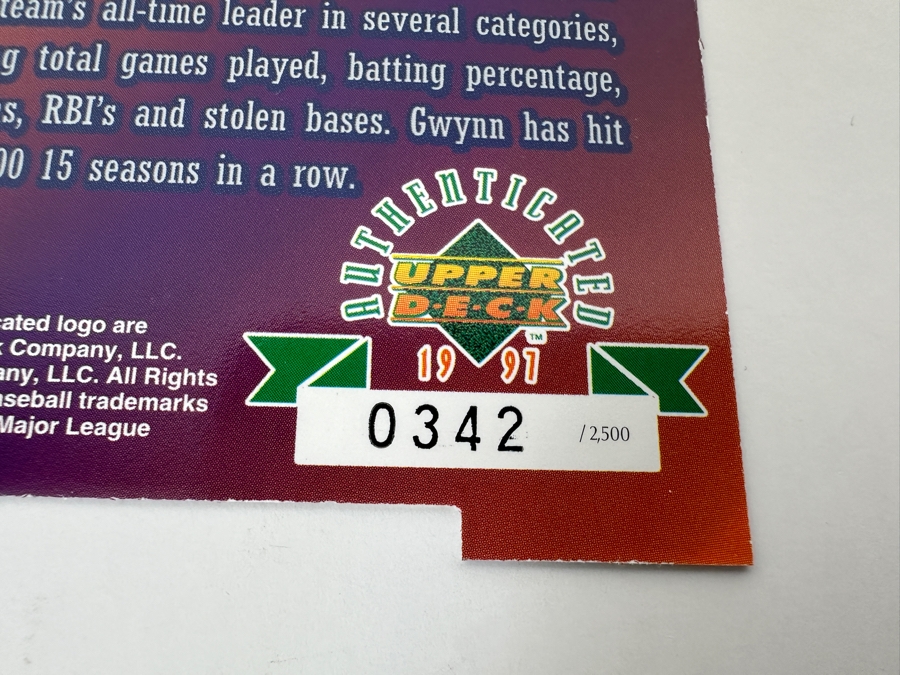 team's all-time leader in several categories,
g total games played, batting percentage,
s, RBI's and stolen bases. Gwynn has hit
00 15 seasons in a row.
AUTHENTICATED
UPPER
D·E·C·K
TM
19 97
cated logo are
k Company, LLC.
any, LLC. All Rights
aseball trademarks
Major League
0342 /2,500